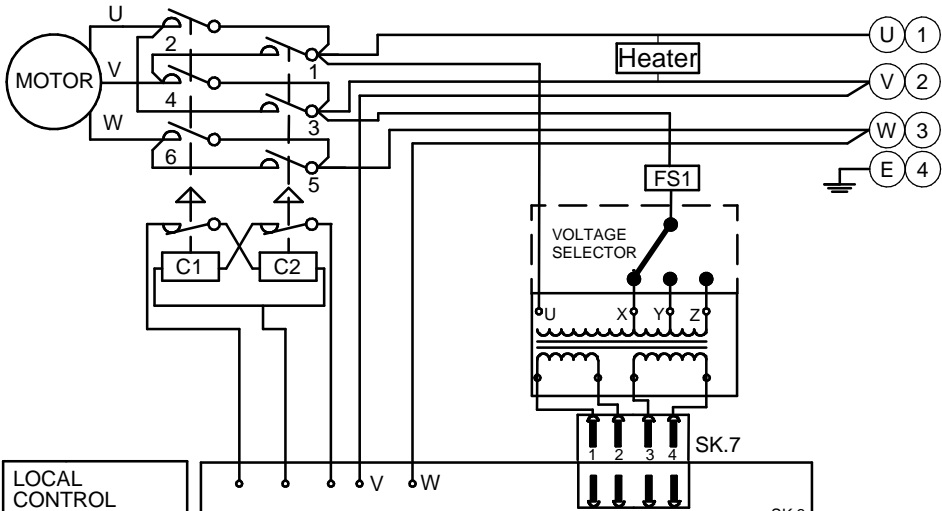 U
MOTOR
V
W
2
1
4
3
6
5
Heater
U 1
V 2
W 3
E 4
FS1
VOLTAGE
SELECTOR
C1 C2
U X Y Z
1 2 3 4
SK.7
LOCAL
CONTROL
V W